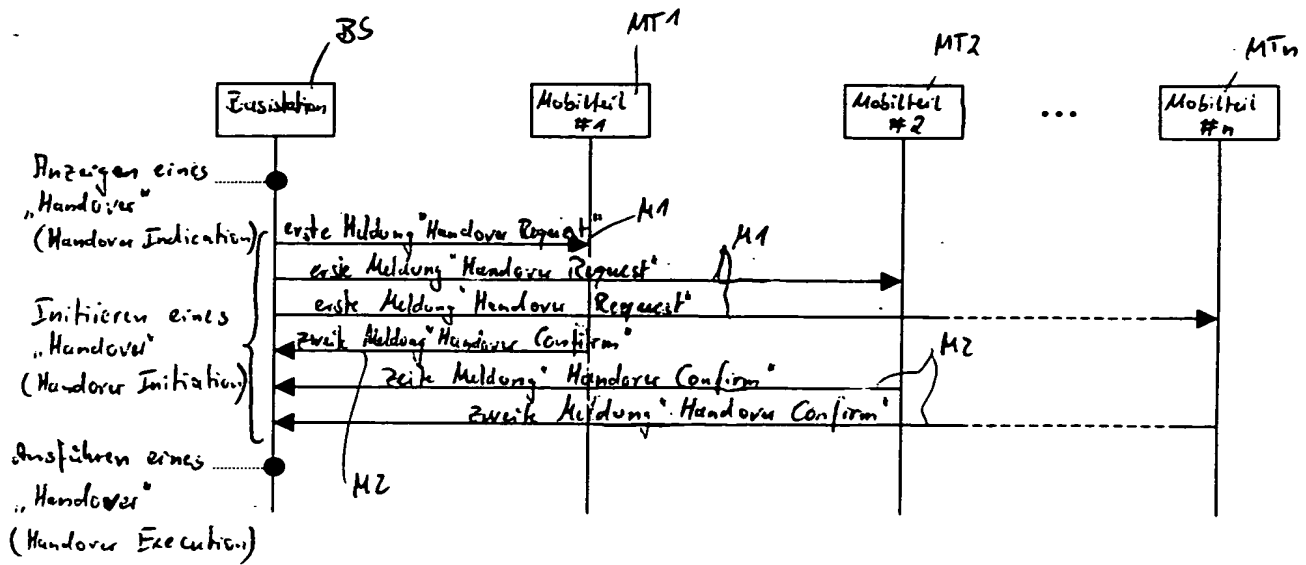 BS
MT1
MT2
MTn
Basisstation
Mobilteil
#1
Mobilteil
#2
...
Mobilteil
#n
Anzeigen eines
„Handover"
(Handover Indication)
erste Meldung "Handover Request"
M1
erste Meldung "Handover Request"
M1
erste Meldung "Handover Request"
Initiieren eines
„Handover"
(Handover Initiation)
zweite Meldung "Handover Confirm"
M2
zeite Meldung "Handover Confirm"
zweite Meldung "Handover Confirm"
Ausführen eines
„Handover"
(Handover Execution)
M2